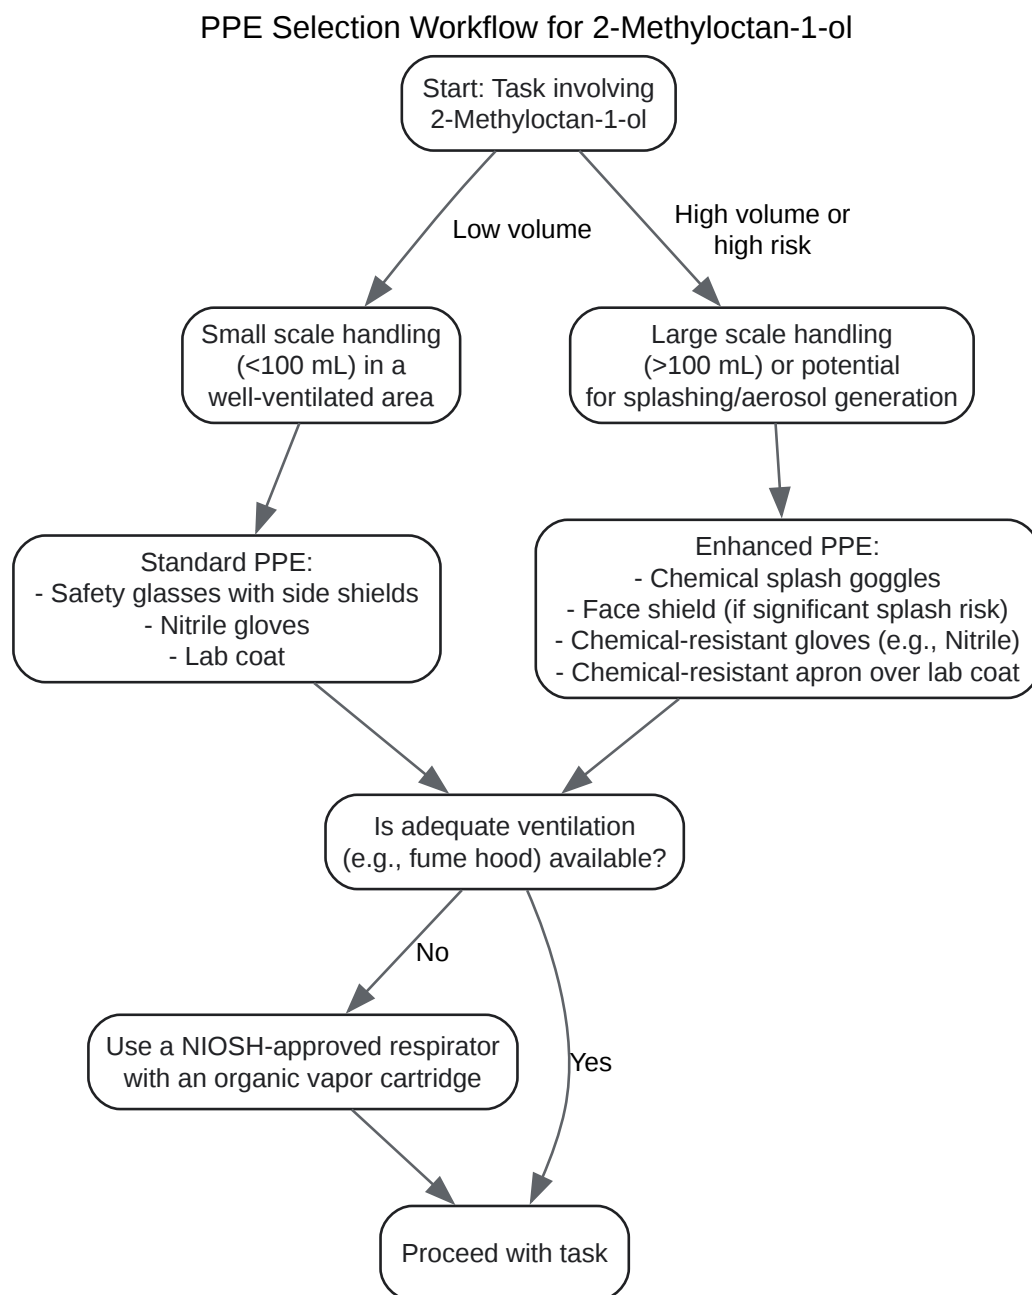 PPE Selection Workflow for 2-Methyloctan-1-ol
Start: Task involving
2-Methyloctan-1-ol
Low volume
High volume or
high risk
Small scale handling
(<100 mL) in a
well-ventilated area
Large scale handling
(>100 mL) or potential
for splashing/aerosol generation
Standard PPE:
- Safety glasses with side shields
- Nitrile gloves
- Lab coat
Enhanced PPE:
- Chemical splash goggles
- Face shield (if significant splash risk)
- Chemical-resistant gloves (e.g., Nitrile)
- Chemical-resistant apron over lab coat
Is adequate ventilation
(e.g., fume hood) available?
No
Yes
Use a NIOSH-approved respirator
with an organic vapor cartridge
Proceed with task